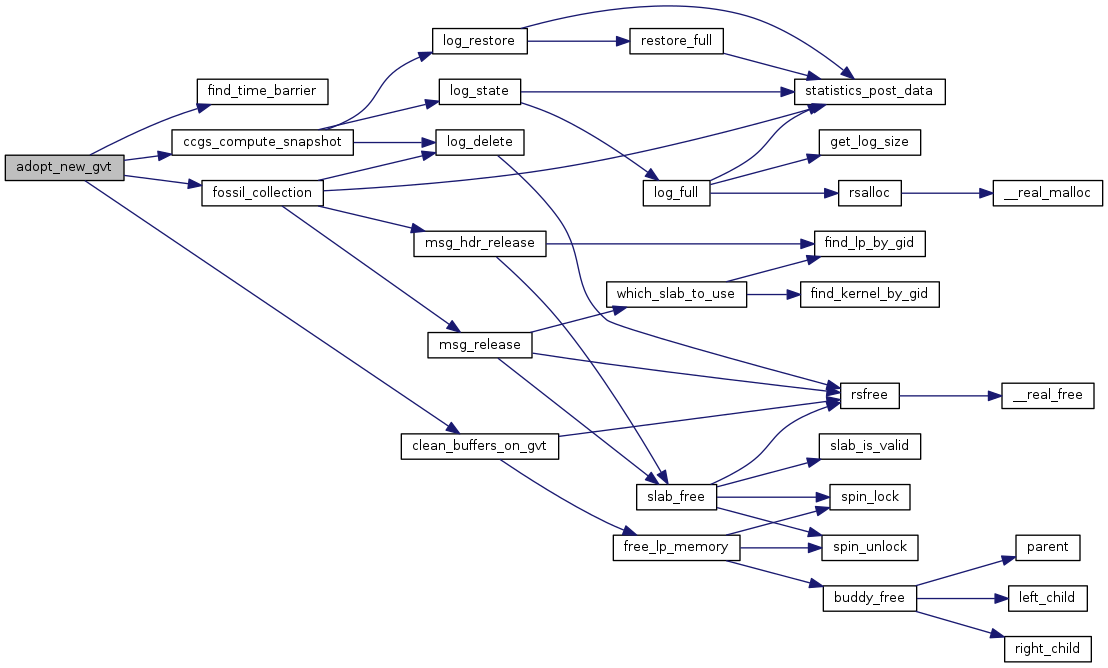 log_restore
restore_full
find_time_barrier
log_state
statistics_post_data
ccgs_compute_snapshot
log_delete
get_log_size
adopt_new_gvt
fossil_collection
log_full
rsalloc
__real_malloc
msg_hdr_release
find_lp_by_gid
which_slab_to_use
find_kernel_by_gid
msg_release
rsfree
__real_free
clean_buffers_on_gvt
slab_is_valid
slab_free
spin_lock
free_lp_memory
spin_unlock
parent
buddy_free
left_child
right_child